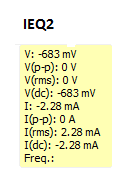 IEQ2
V: -683 mV
V(p-p): 0 V
V(rms): 0 V
V(dc): -683 mV
I: -2.28 mA
I(p-p): 0 A
I(rms): 2.28 mA
I(dc): -2.28 mA
Freq.: